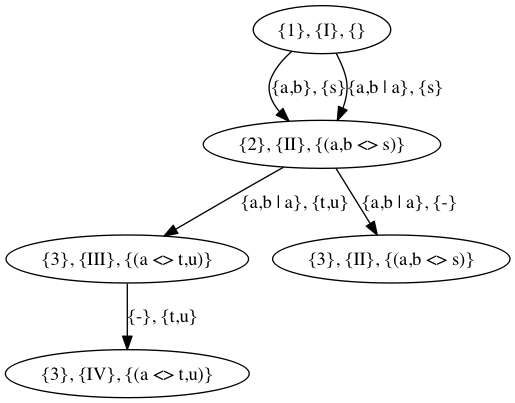 {1}, {I}, {}
{a,b}, {s}
{a,b | a}, {s}
{2}, {II}, {(a,b <> s)}
{a,b | a}, {t,u}
{a,b | a}, {-}
{3}, {III}, {(a <> t,u)}
{3}, {II}, {(a,b <> s)}
{-}, {t,u}
{3}, {IV}, {(a <> t,u)}